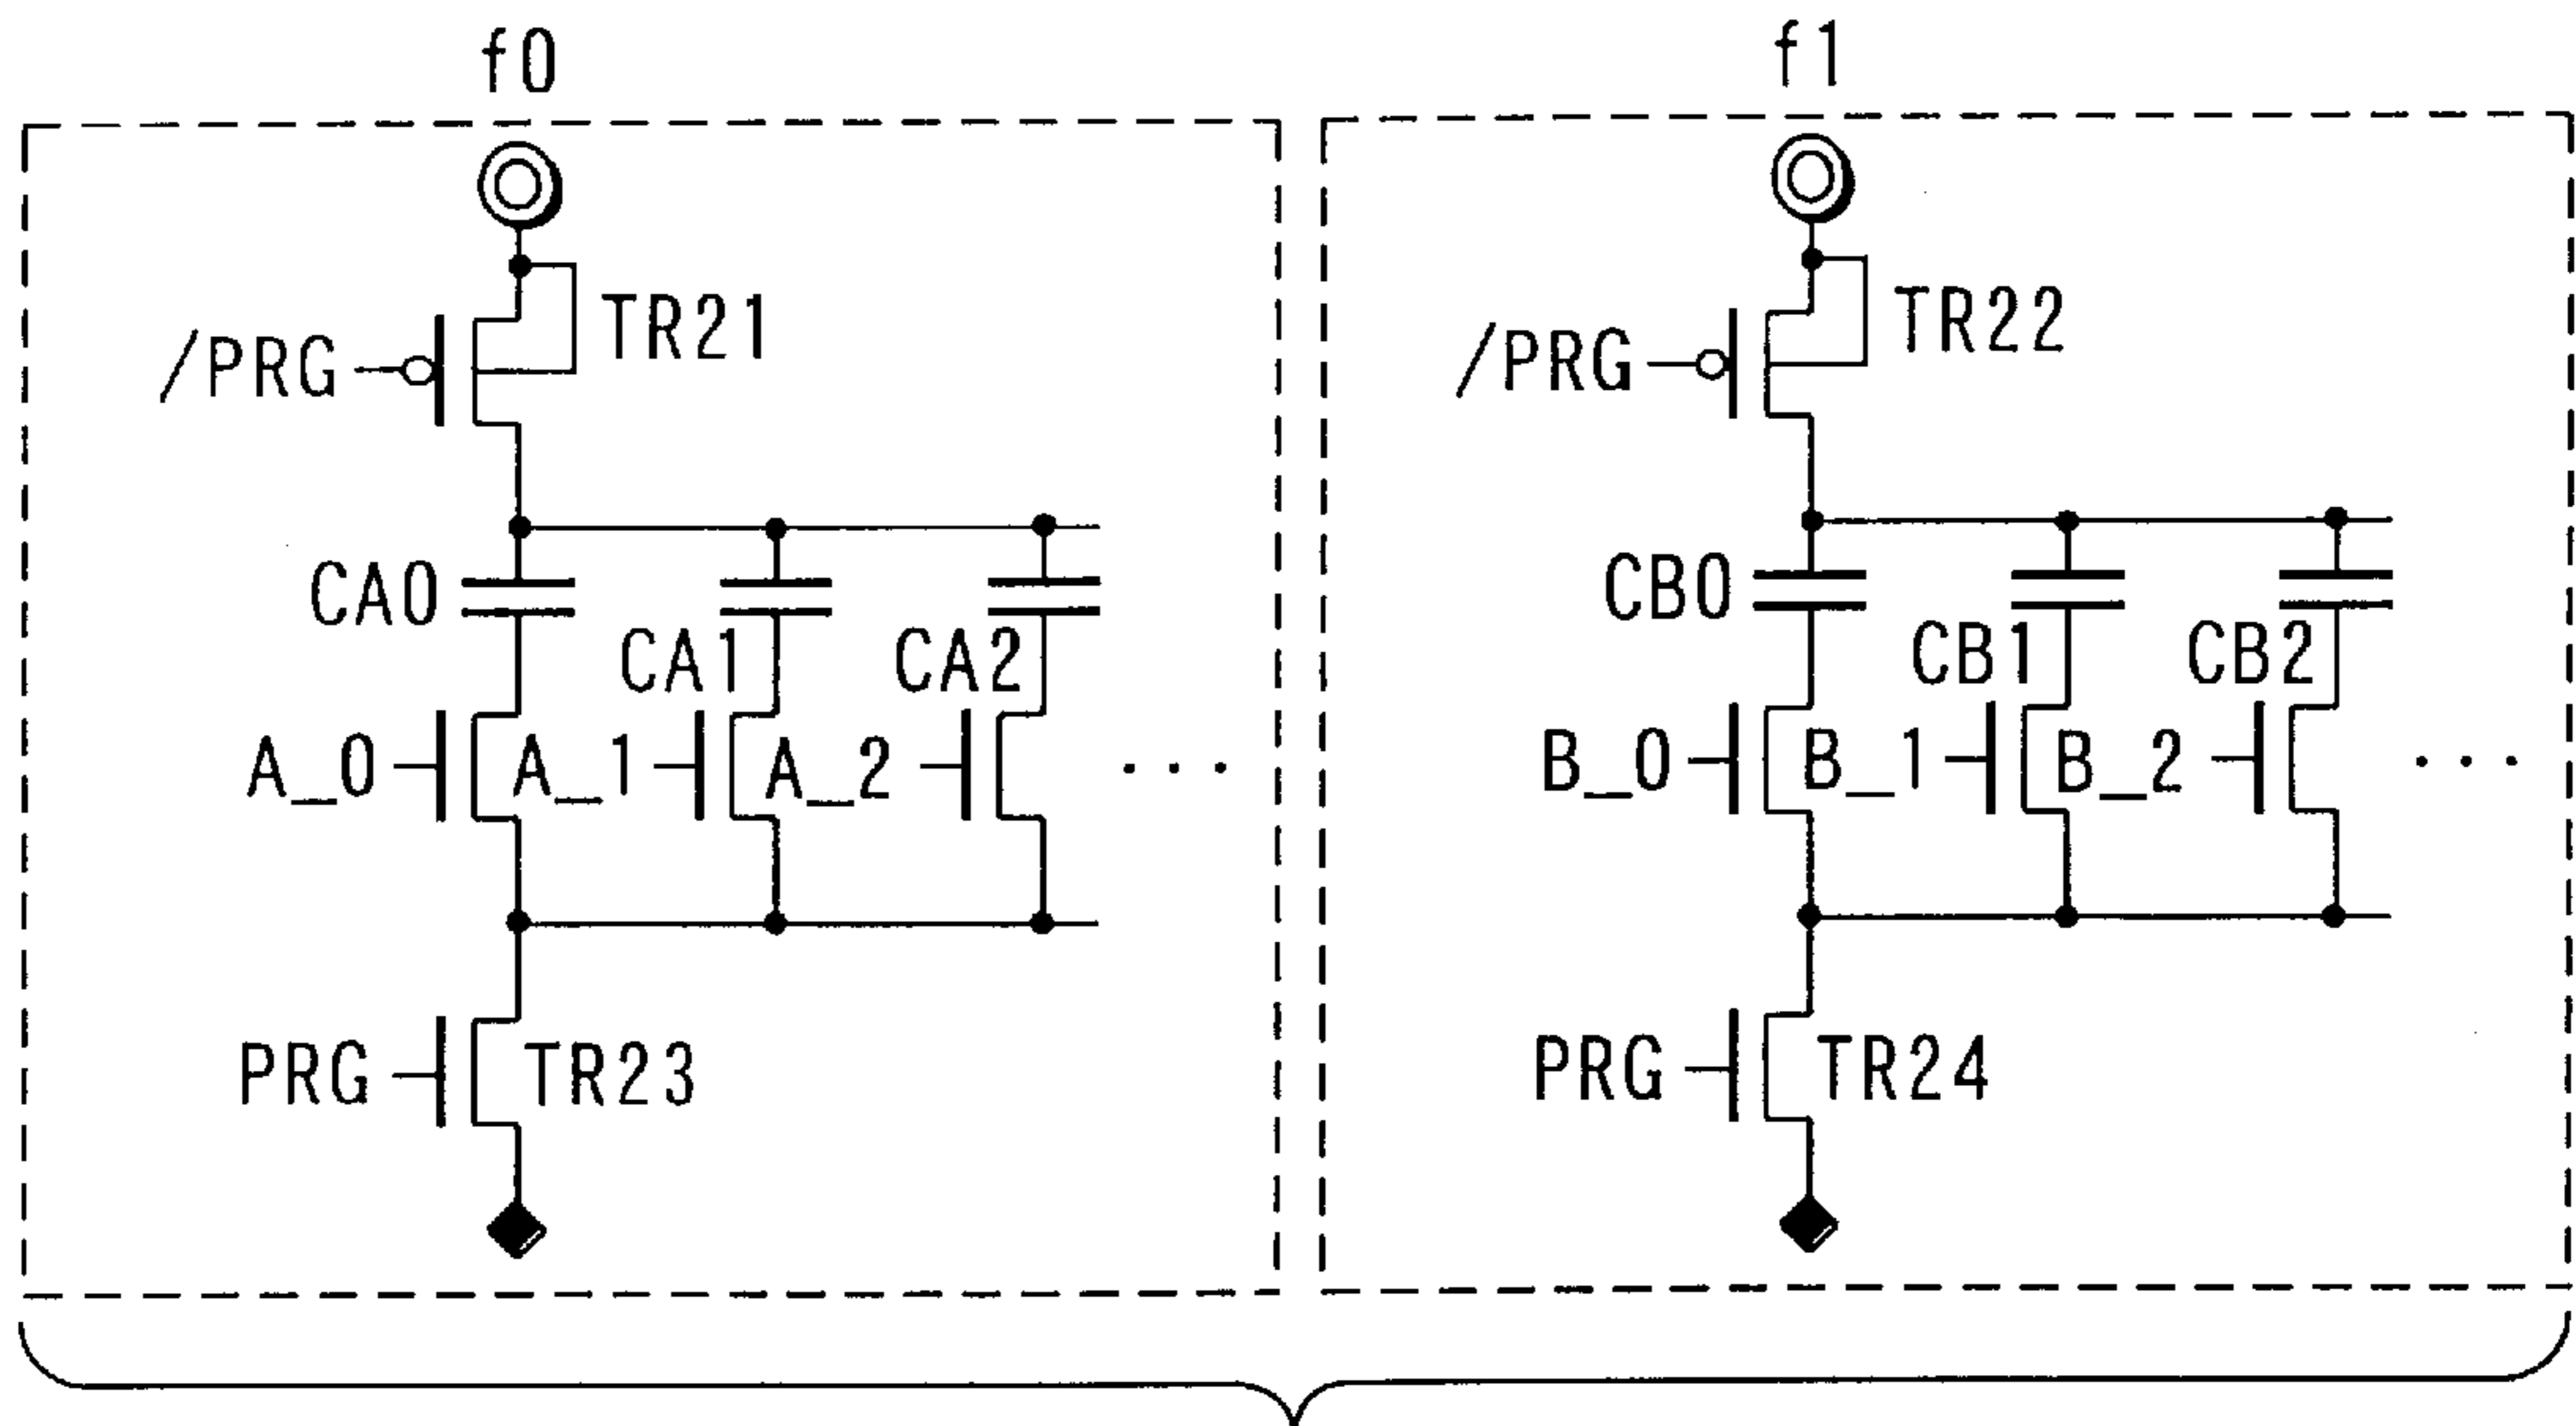 f0
/PRG
TR21
CA0
CA1
CA2
A_0
A_1
A_2
. . .
PRG
TR23
f1
/PRG
TR22
CB0
CB1
CB2
B_0
B_1
B_2
. . .
PRG
TR24